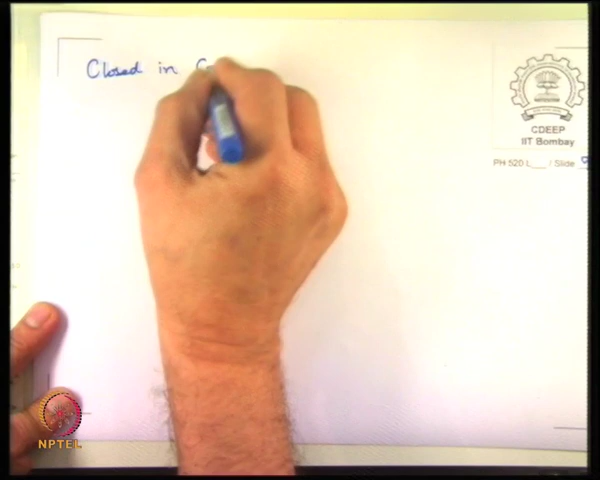 Closed in
CDEEP
IIT Bombay
PH 520 L___ / Slide
NPTEL